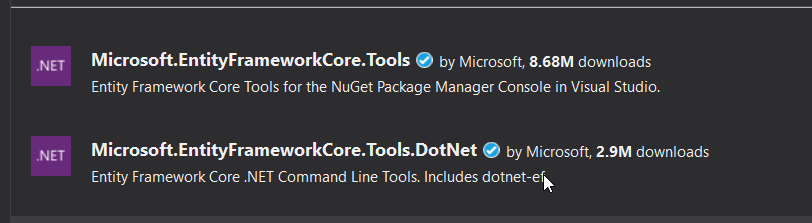 .NET
Microsoft.EntityFrameworkCore.Tools by Microsoft, 8.68M downloads
Entity Framework Core Tools for the NuGet Package Manager Console in Visual Studio.
.NET
Microsoft.EntityFrameworkCore.Tools.DotNet by Microsoft, 2.9M downloads
Entity Framework Core .NET Command Line Tools. Includes dotnet-ef